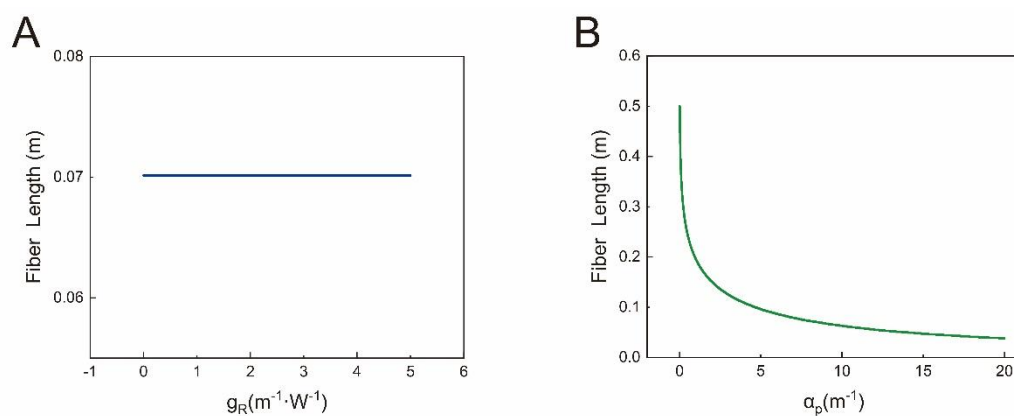 A
0.08
0.07
0.06
Fiber Length (m)
-1 0 1 2 3 4 5 6
g_R(m⁻¹·W⁻¹)
B
0.6
0.5
0.4
0.3
0.2
0.1
0.0
Fiber Length (m)
0 5 10 15 20
α_p(m⁻¹)